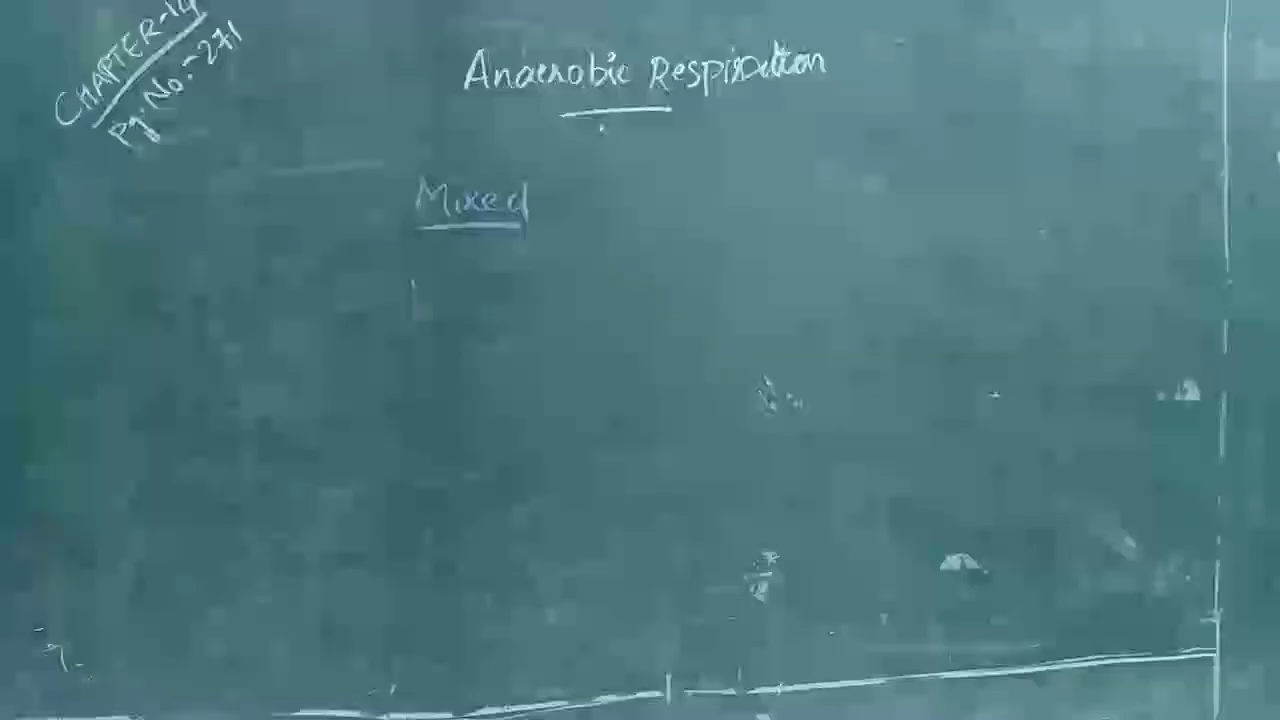 CHAPTER-14
Pg. No.-271
Anaerobic Respiration
Mixed